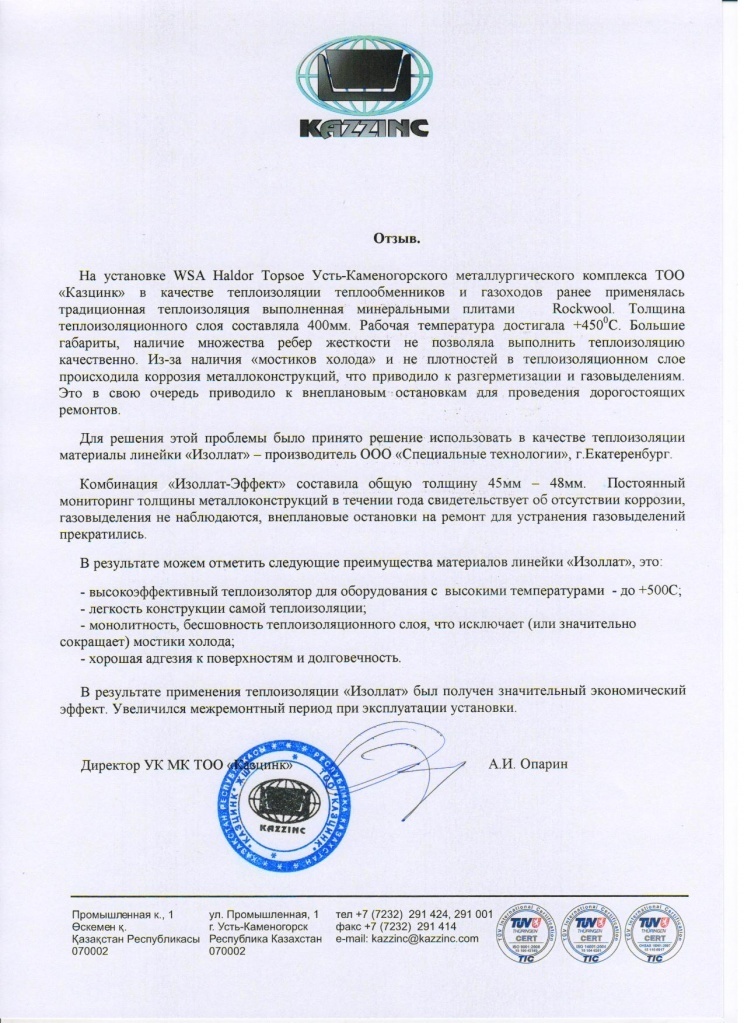 KAZZINC
Отзыв.
На установке WSA Haldor Topsoe Усть-Каменогорского металлургического комплекса ТОО
«Казцинк» в качестве теплоизоляции теплообменников и газоходов ранее применялась
традиционная теплоизоляция выполненная минеральными плитами Rockwool. Толщина
теплоизоляционного слоя составляла 400мм. Рабочая температура достигала +450⁰С. Большие
габариты, наличие множества ребер жесткости не позволяла выполнить теплоизоляцию
качественно. Из-за наличия «мостиков холода» и не плотностей в теплоизоляционном слое
происходила коррозия металлоконструкций, что приводило к разгерметизации и газовыделениям.
Это в свою очередь приводило к внеплановым остановкам для проведения дорогостоящих
ремонтов.
Для решения этой проблемы было принято решение использовать в качестве теплоизоляции
материалы линейки «Изоллат» – производитель ООО «Специальные технологии», г.Екатеренбург.
Комбинация «Изоллат-Эффект» составила общую толщину 45мм – 48мм. Постоянный
мониторинг толщины металлоконструкций в течении года свидетельствует об отсутствии коррозии,
газовыделения не наблюдаются, внеплановые остановки на ремонт для устранения газовыделений
прекратились.
В результате можем отметить следующие преимущества материалов линейки «Изоллат», это:
- высокоэффективный теплоизолятор для оборудования с высокими температурами - до +500С;
- легкость конструкции самой теплоизоляции;
- монолитность, бесшовность теплоизоляционного слоя, что исключает (или значительно
сокращает) мостики холода;
- хорошая адгезия к поверхностям и долговечность.
В результате применения теплоизоляции «Изоллат» был получен значительный экономический
эффект. Увеличился межремонтный период при эксплуатации установки.
Директор УК МК ТОО «Казцинк» А.И. Опарин
KAZZINC
Промышленная к., 1 ул. Промышленная, 1 тел +7 (7232) 291 424, 291 001
Өскемен қ. г. Усть-Каменогорск факс +7 (7232) 291 414
Қазақстан Республикасы Республика Казахстан e-mail: kazzinc@kazzinc.com
070002 070002
TÜV THÜRINGEN CERT TIC
TÜV THÜRINGEN CERT TIC
TÜV THÜRINGEN CERT TIC